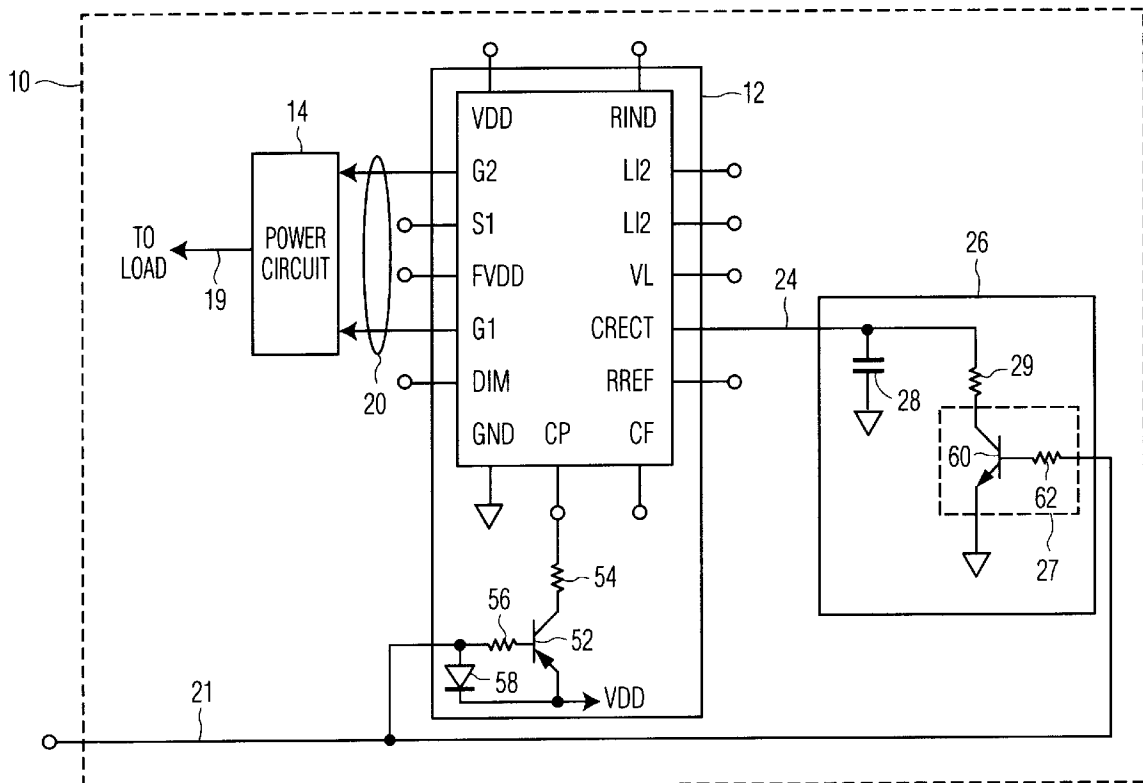 10
12
14
VDD
RIND
G2
LI2
S1
LI2
TO
LOAD
POWER
CIRCUIT
FVDD
VL
26
19
24
G1
CRECT
20
DIM
RREF
28
29
GND
CP
CF
60
62
27
54
56
52
58
VDD
21